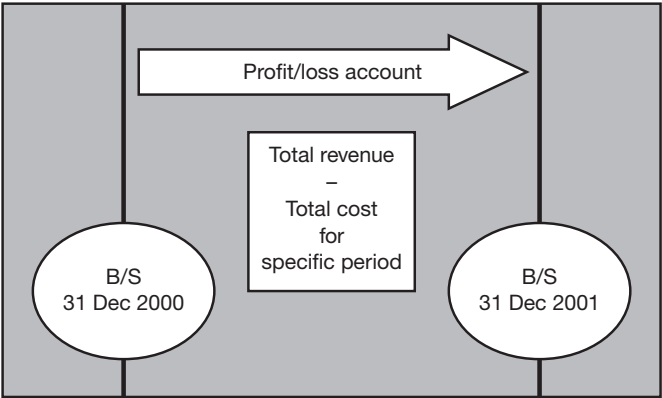 Profit/loss account
Total revenue
–
Total cost
for
specific period
B/S
31 Dec 2000
B/S
31 Dec 2001